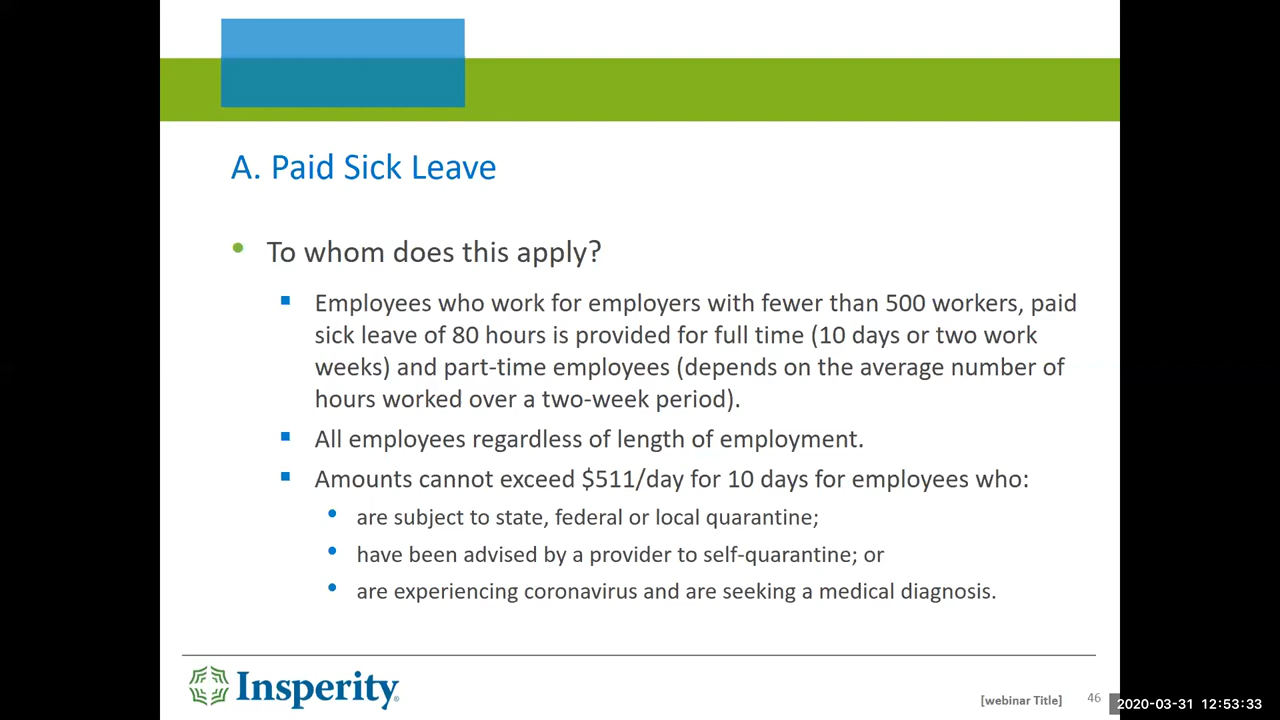 A. Paid Sick Leave
• To whom does this apply?
▪ Employees who work for employers with fewer than 500 workers, paid
sick leave of 80 hours is provided for full time (10 days or two work
weeks) and part-time employees (depends on the average number of
hours worked over a two-week period).
▪ All employees regardless of length of employment.
▪ Amounts cannot exceed $511/day for 10 days for employees who:
• are subject to state, federal or local quarantine;
• have been advised by a provider to self-quarantine; or
• are experiencing coronavirus and are seeking a medical diagnosis.
Insperity®
[webinar Title] 46
2020-03-31 12:53:33